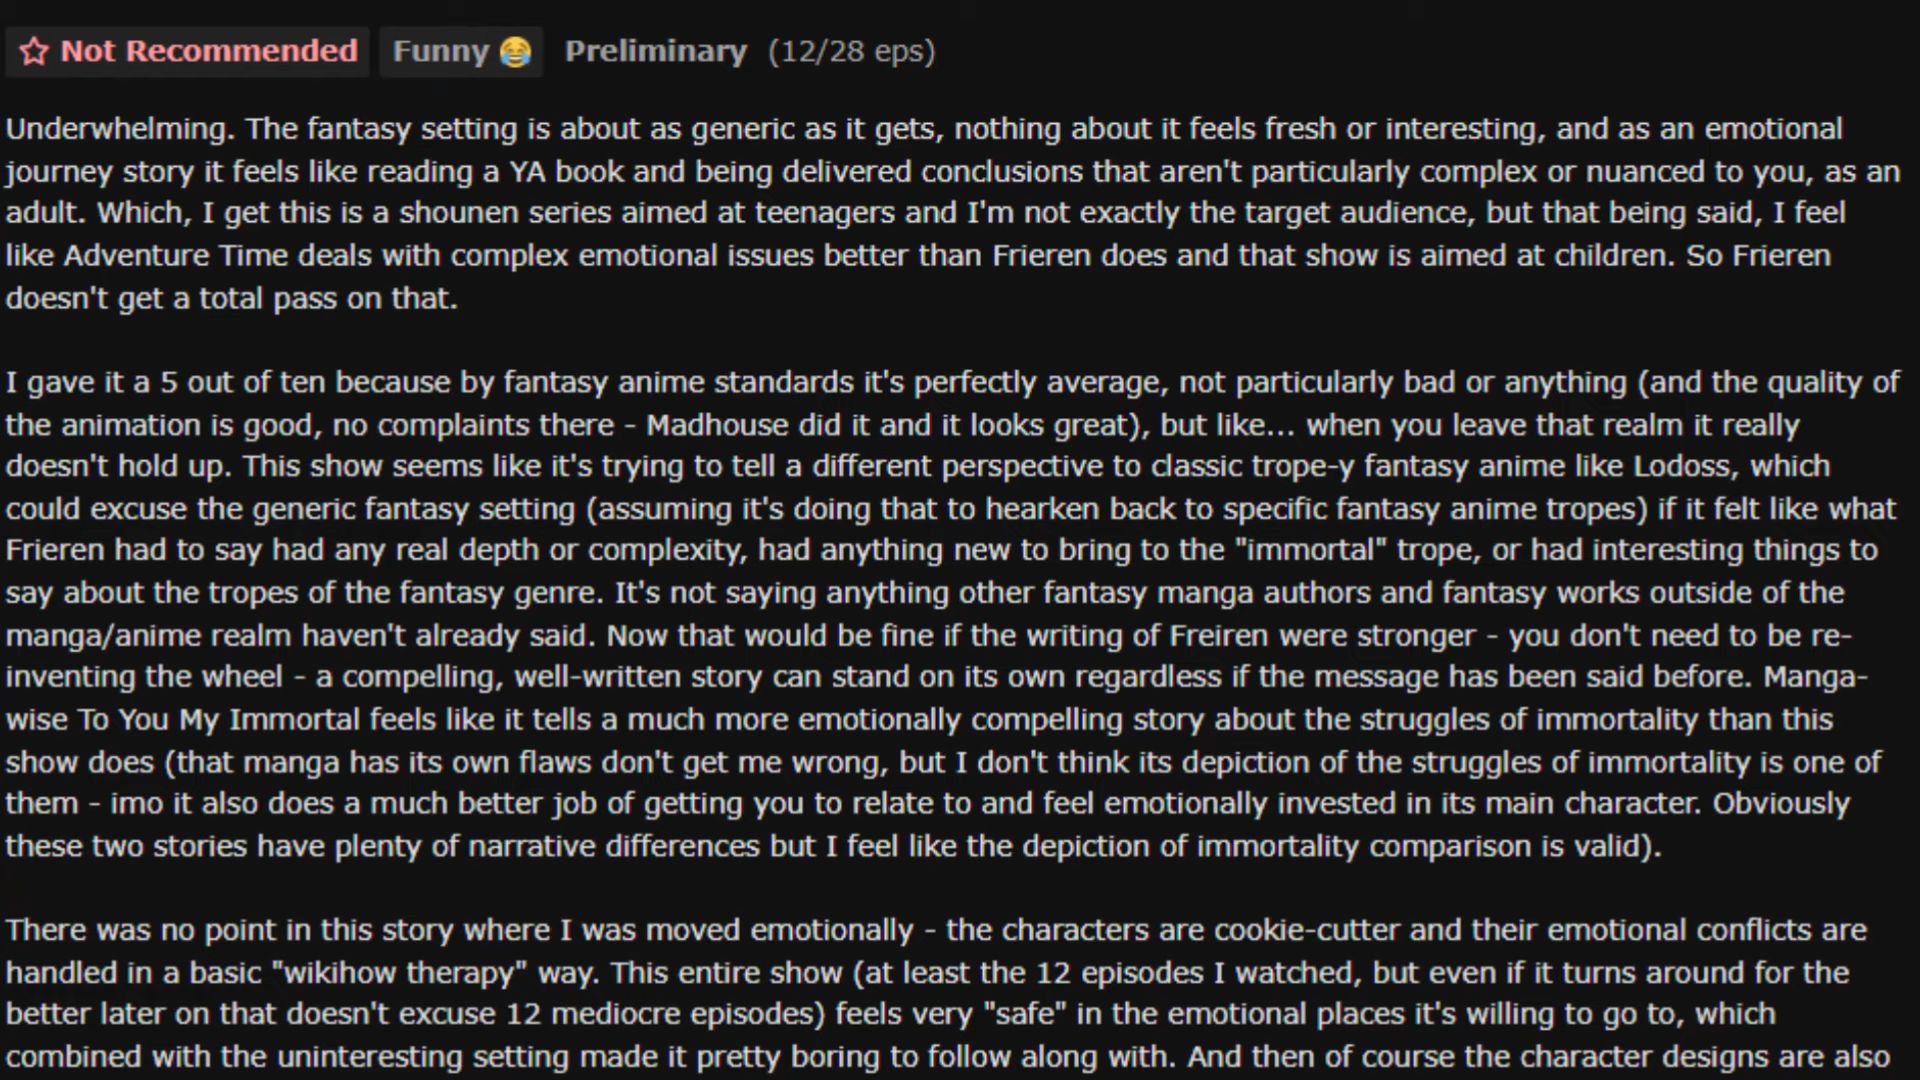 ☆ Not Recommended Funny 😂 Preliminary (12/28 eps)
Underwhelming. The fantasy setting is about as generic as it gets, nothing about it feels fresh or interesting, and as an emotional
journey story it feels like reading a YA book and being delivered conclusions that aren't particularly complex or nuanced to you, as an
adult. Which, I get this is a shounen series aimed at teenagers and I'm not exactly the target audience, but that being said, I feel
like Adventure Time deals with complex emotional issues better than Frieren does and that show is aimed at children. So Frieren
doesn't get a total pass on that.
I gave it a 5 out of ten because by fantasy anime standards it's perfectly average, not particularly bad or anything (and the quality of
the animation is good, no complaints there - Madhouse did it and it looks great), but like... when you leave that realm it really
doesn't hold up. This show seems like it's trying to tell a different perspective to classic trope-y fantasy anime like Lodoss, which
could excuse the generic fantasy setting (assuming it's doing that to hearken back to specific fantasy anime tropes) if it felt like what
Frieren had to say had any real depth or complexity, had anything new to bring to the "immortal" trope, or had interesting things to
say about the tropes of the fantasy genre. It's not saying anything other fantasy manga authors and fantasy works outside of the
manga/anime realm haven't already said. Now that would be fine if the writing of Freiren were stronger - you don't need to be re-
inventing the wheel - a compelling, well-written story can stand on its own regardless if the message has been said before. Manga-
wise To You My Immortal feels like it tells a much more emotionally compelling story about the struggles of immortality than this
show does (that manga has its own flaws don't get me wrong, but I don't think its depiction of the struggles of immortality is one of
them - imo it also does a much better job of getting you to relate to and feel emotionally invested in its main character. Obviously
these two stories have plenty of narrative differences but I feel like the depiction of immortality comparison is valid).
There was no point in this story where I was moved emotionally - the characters are cookie-cutter and their emotional conflicts are
handled in a basic "wikihow therapy" way. This entire show (at least the 12 episodes I watched, but even if it turns around for the
better later on that doesn't excuse 12 mediocre episodes) feels very "safe" in the emotional places it's willing to go to, which
combined with the uninteresting setting made it pretty boring to follow along with. And then of course the character designs are also